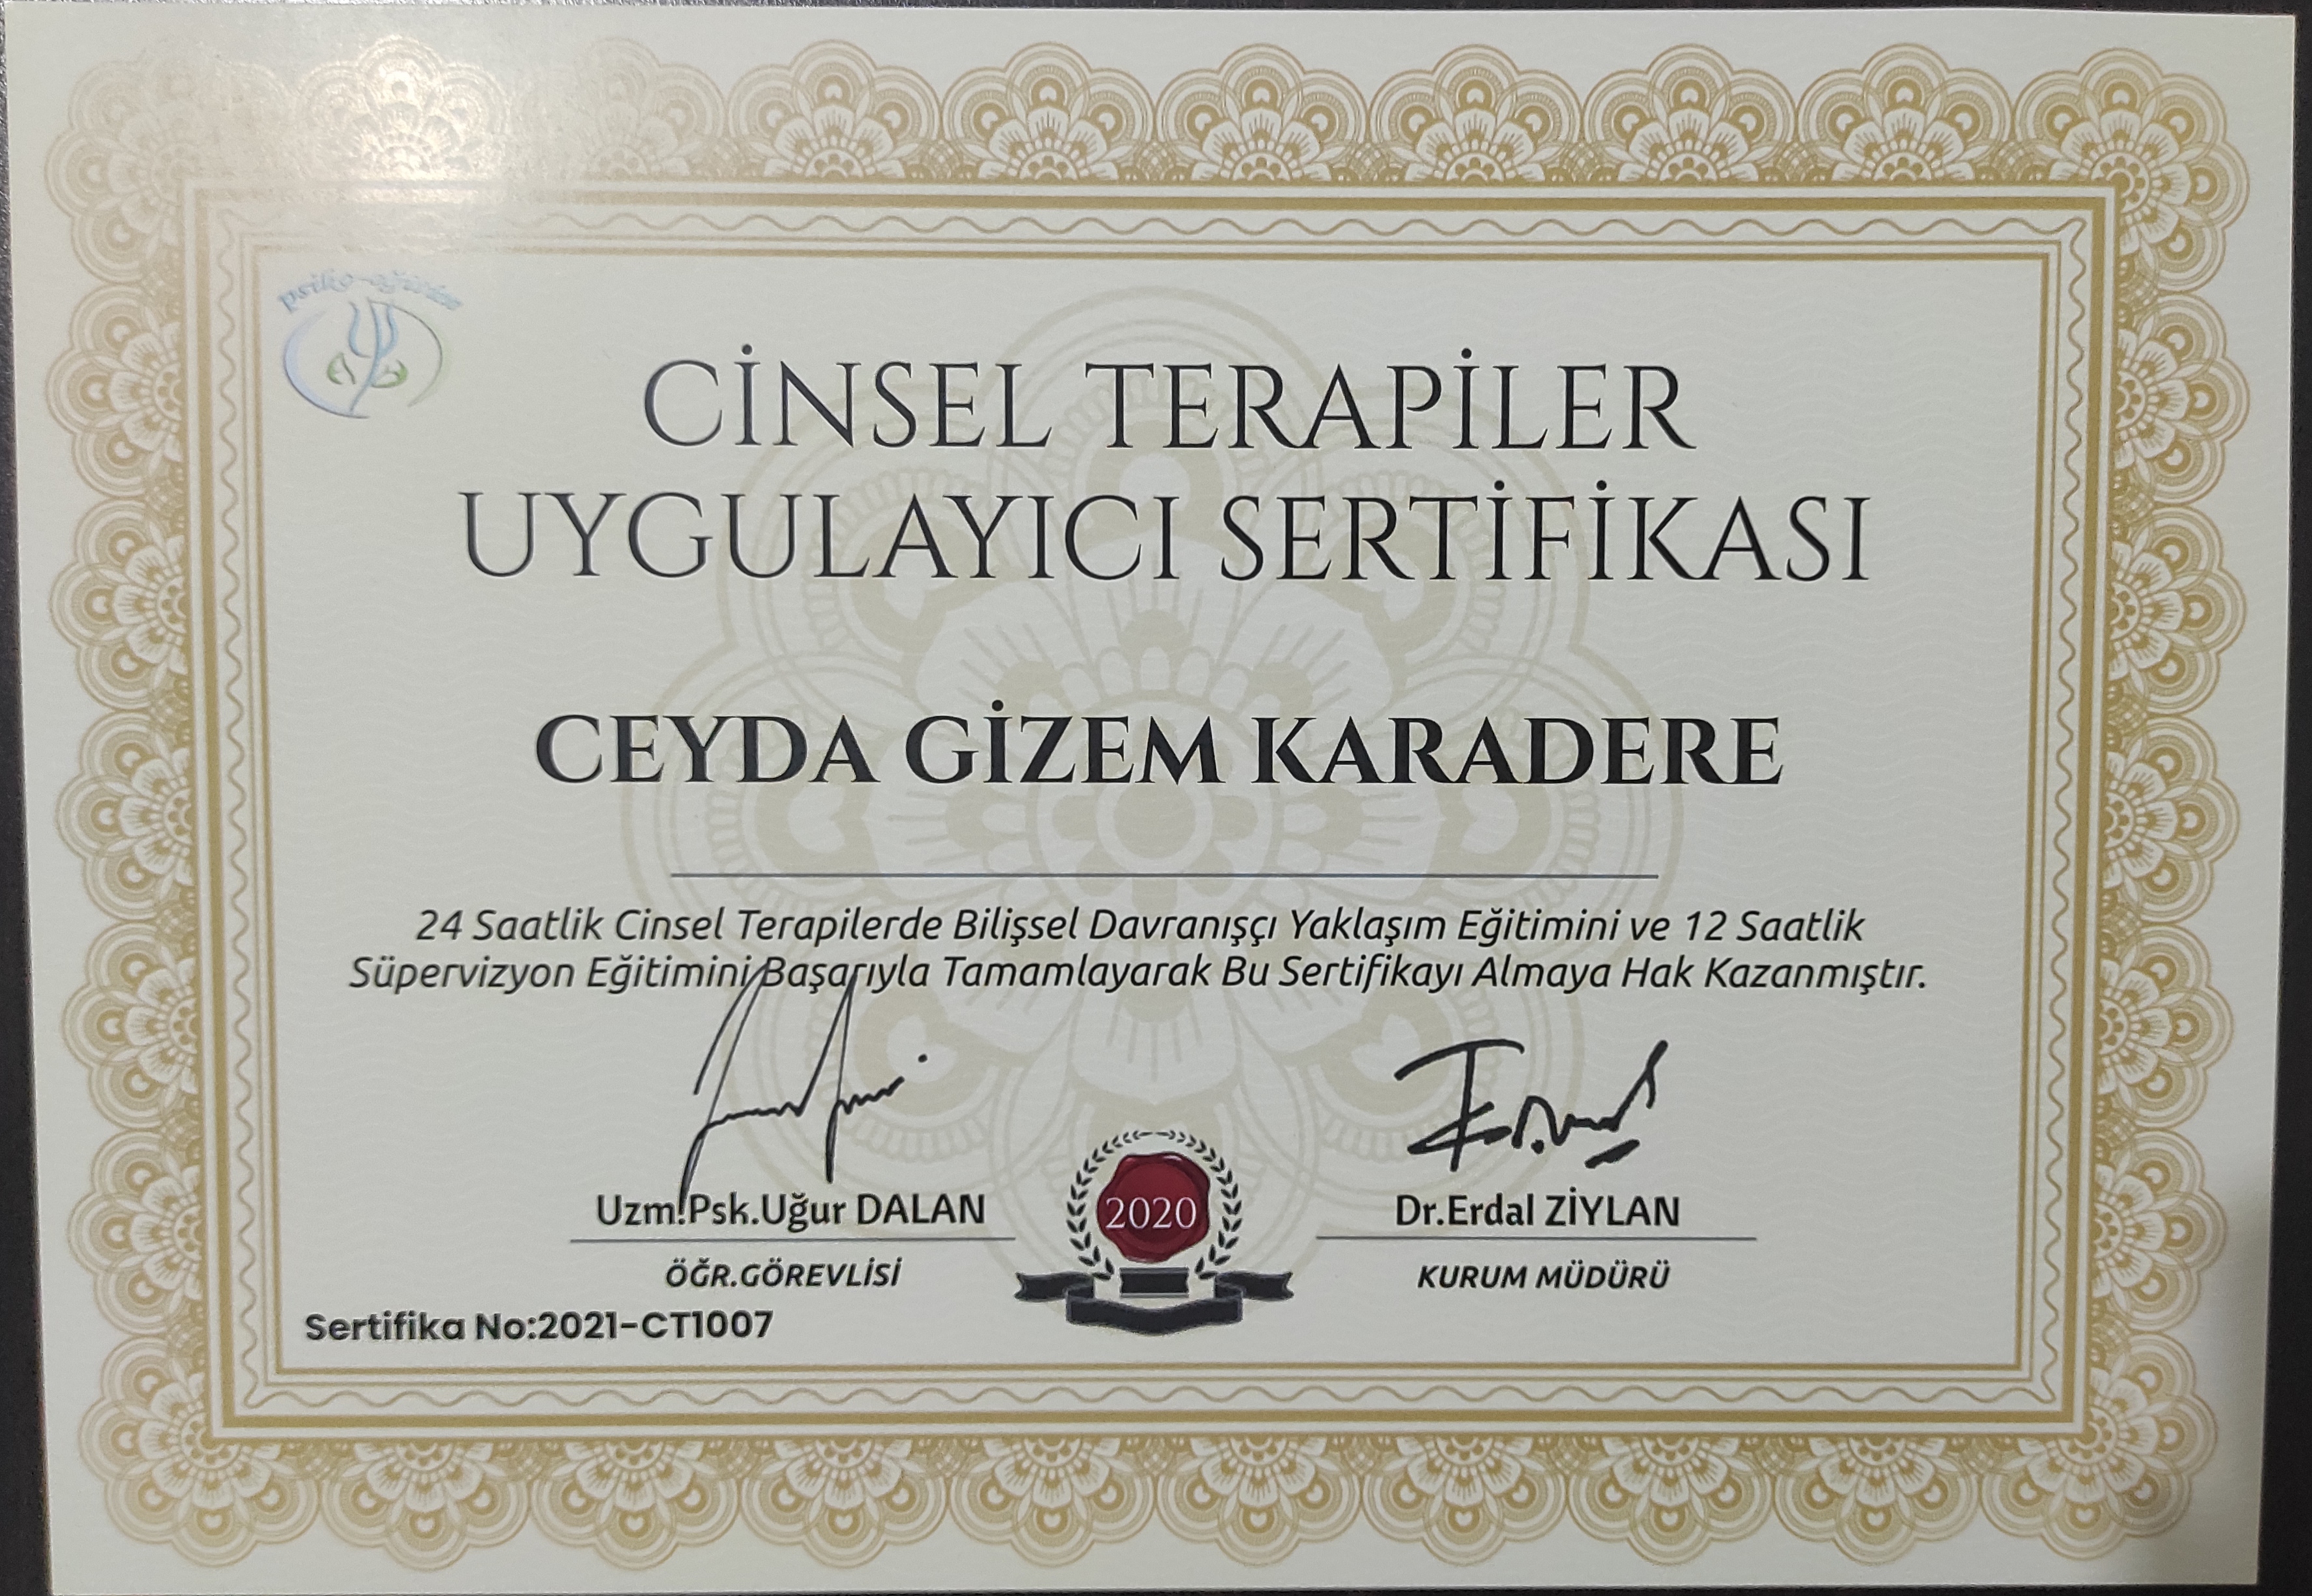 CİNSEL TERAPİLER
UYGULAYICI SERTİFİKASI
CEYDA GİZEM KARADERE
24 Saatlik Cinsel Terapilerde Bilişsel Davranışçı Yaklaşım Eğitimini ve 12 Saatlik
Süpervizyon Eğitimini Başarıyla Tamamlayarak Bu Sertifikayı Almaya Hak Kazanmıştır.
Uzm.Psk.Uğur DALAN
ÖĞR.GÖREVLİSİ
2020
Dr.Erdal ZİYLAN
KURUM MÜDÜRÜ
Sertifika No:2021-CT1007